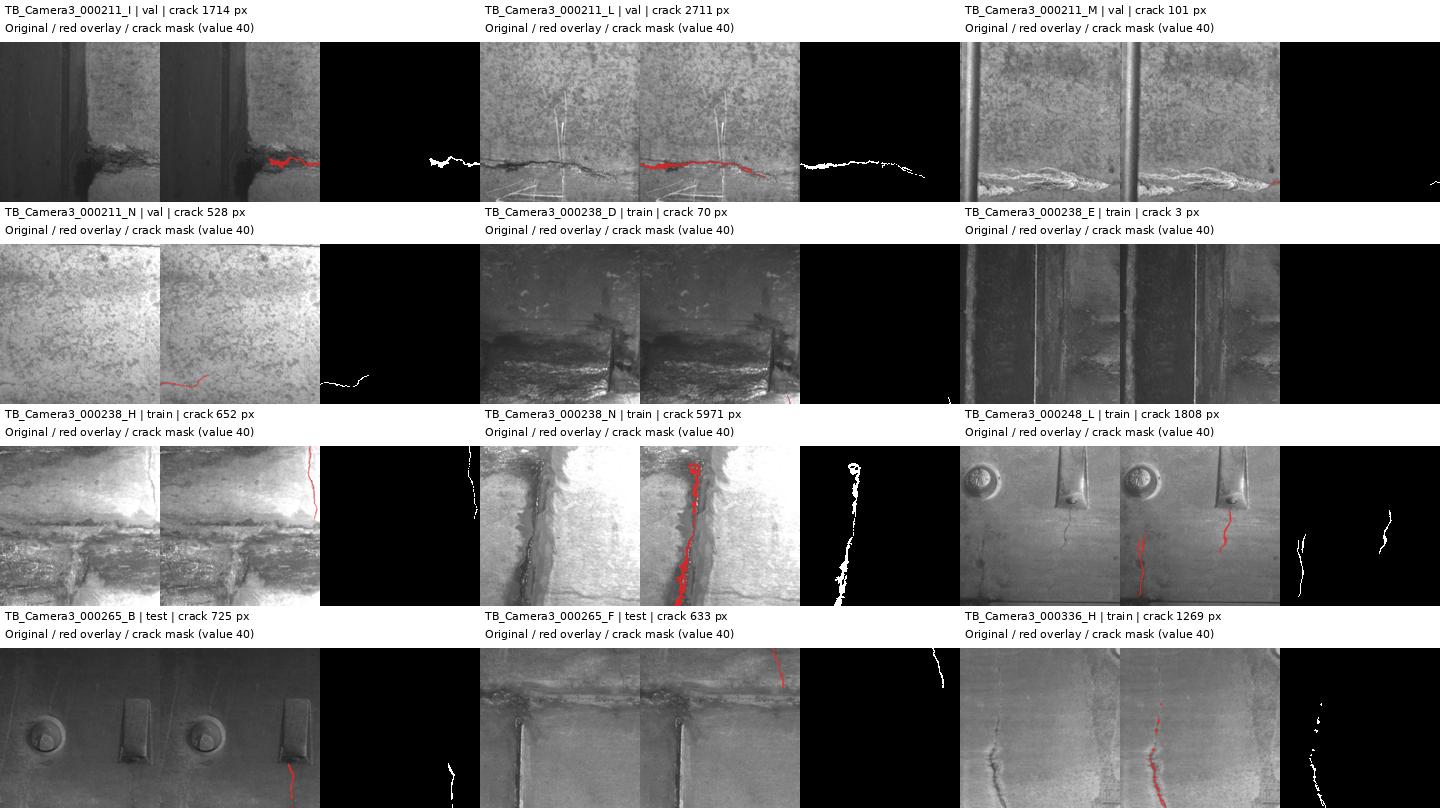 TB_Camera3_000211_I | val | crack 1714 px
Original / red overlay / crack mask (value 40)
TB_Camera3_000211_L | val | crack 2711 px
Original / red overlay / crack mask (value 40)
TB_Camera3_000211_M | val | crack 101 px
Original / red overlay / crack mask (value 40)
TB_Camera3_000211_N | val | crack 528 px
Original / red overlay / crack mask (value 40)
TB_Camera3_000238_D | train | crack 70 px
Original / red overlay / crack mask (value 40)
TB_Camera3_000238_E | train | crack 3 px
Original / red overlay / crack mask (value 40)
TB_Camera3_000238_H | train | crack 652 px
Original / red overlay / crack mask (value 40)
TB_Camera3_000238_N | train | crack 5971 px
Original / red overlay / crack mask (value 40)
TB_Camera3_000248_L | train | crack 1808 px
Original / red overlay / crack mask (value 40)
TB_Camera3_000265_B | test | crack 725 px
Original / red overlay / crack mask (value 40)
TB_Camera3_000265_F | test | crack 633 px
Original / red overlay / crack mask (value 40)
TB_Camera3_000336_H | train | crack 1269 px
Original / red overlay / crack mask (value 40)